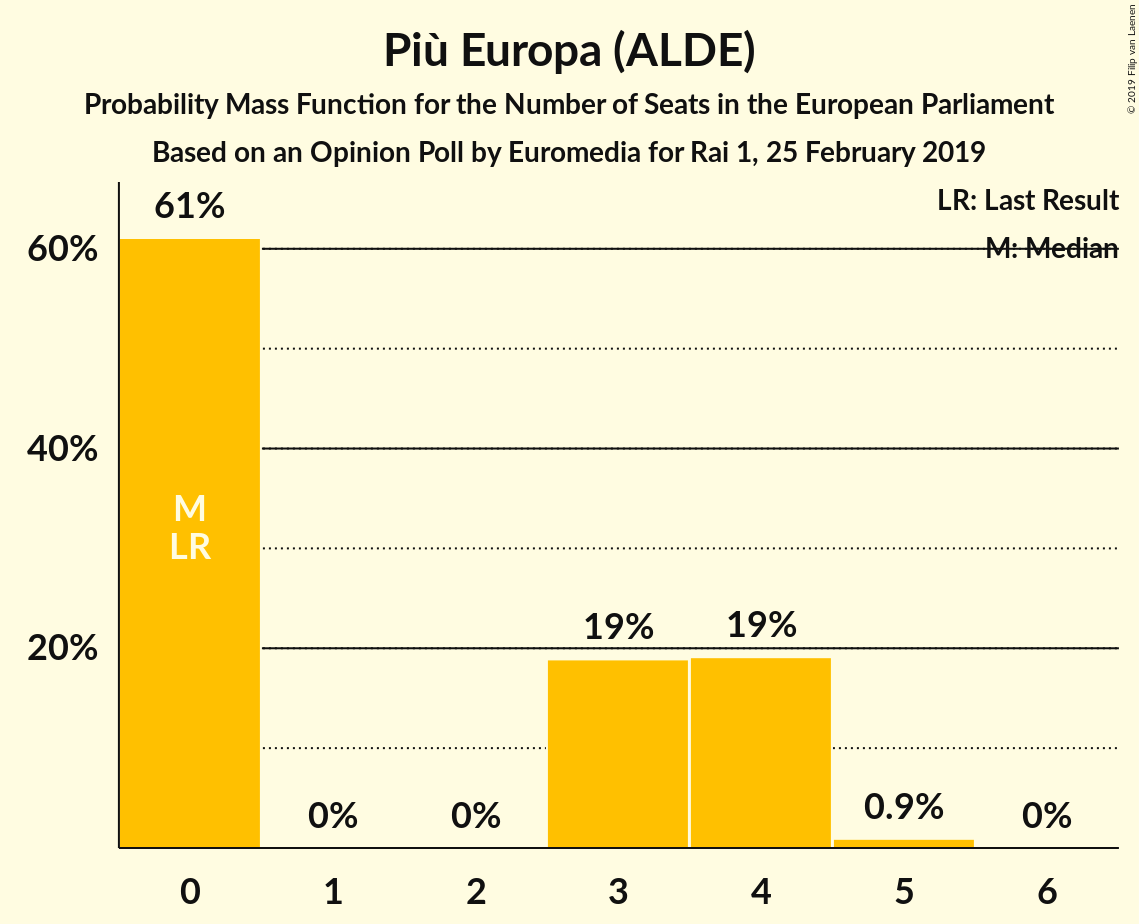 Più Europa (ALDE)
Probability Mass Function for the Number of Seats in the European Parliament
Based on an Opinion Poll by Euromedia for Rai 1, 25 February 2019
© 2019 Filip van Laenen
LR: Last Result
M: Median
61%
60%
40%
20%
M
LR
0%
0%
19%
19%
0.9%
0%
0 1 2 3 4 5 6